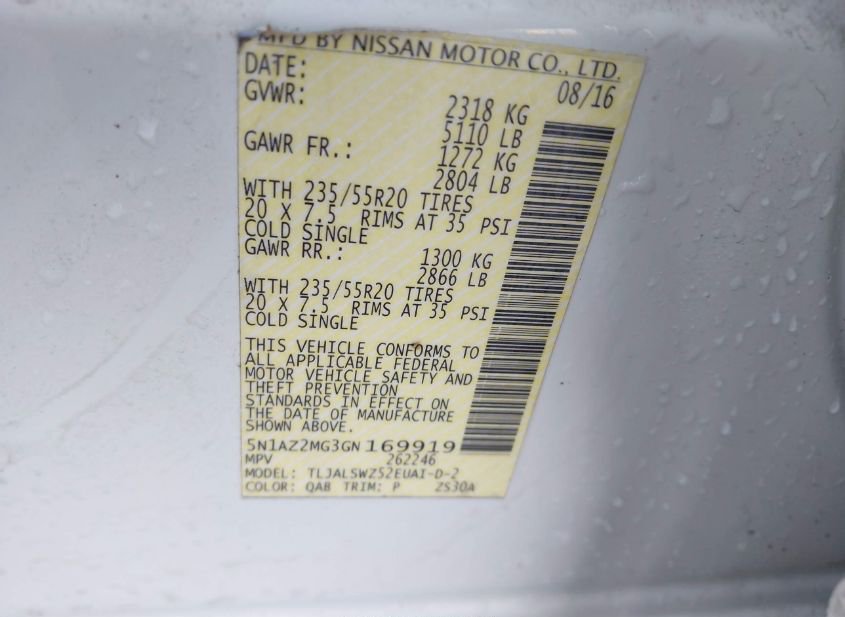 MFD BY NISSAN MOTOR CO., LTD.
DATE: 08/16
GVWR: 2318 KG
5110 LB
GAWR FR.: 1272 KG
2804 LB
WITH 235/55R20 TIRES
20 X 7.5 RIMS AT 35 PSI
COLD SINGLE
GAWR RR.: 1300 KG
2866 LB
WITH 235/55R20 TIRES
20 X 7.5 RIMS AT 35 PSI
COLD SINGLE
THIS VEHICLE CONFORMS TO
ALL APPLICABLE FEDERAL
MOTOR VEHICLE SAFETY AND
THEFT PREVENTION
STANDARDS IN EFFECT ON
THE DATE OF MANUFACTURE
SHOWN ABOVE.
5N1AZ2MG3GN169919
MPV 262246
MODEL: TLJALSWZ52EUAI-D-2
COLOR: QAB TRIM: P ZS30A